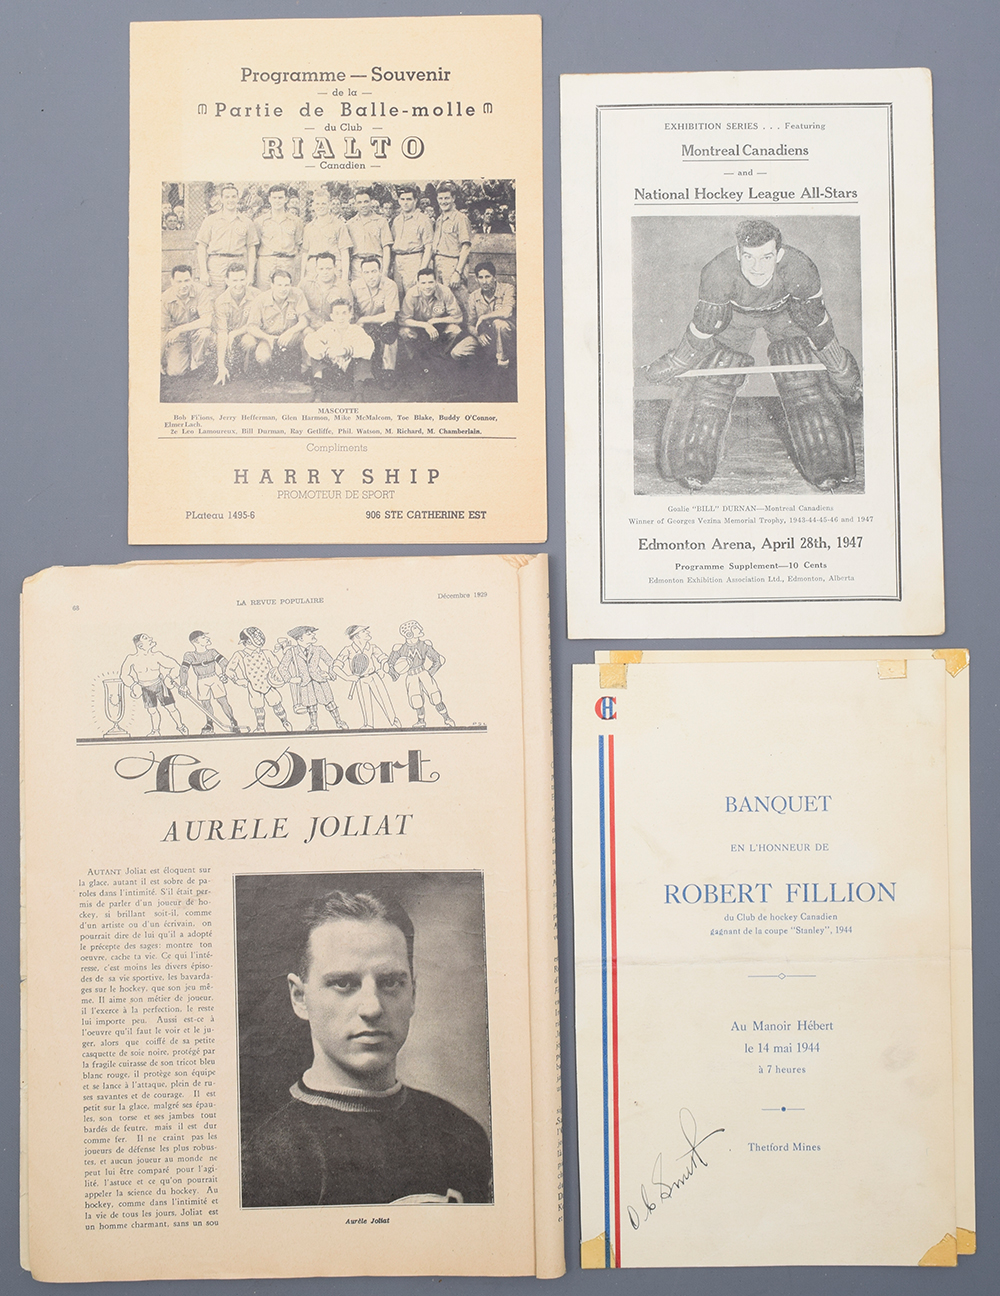 Programme — Souvenir
— de la —
Partie de Balle-molle
— du Club —
RIALTO
— Canadien —
MASCOTTE
Bob Fi'ions, Jerry Hefferman, Glen Harmon, Mike McMalcom, Toe Blake, Buddy O'Connor,
Elmer Lach.
2e Leo Lamoureux, Bill Durman, Ray Getliffe, Phil. Watson, M. Richard, M. Chamberlain.
Compliments
HARRY SHIP
PROMOTEUR DE SPORT
PLateau 1495-6 906 STE CATHERINE EST
EXHIBITION SERIES . . . Featuring
Montreal Canadiens
— and —
National Hockey League All-Stars
Goalie "BILL" DURNAN—Montreal Canadiens
Winner of Georges Vezina Memorial Trophy, 1943-44-45-46 and 1947
Edmonton Arena, April 28th, 1947
Programme Supplement—10 Cents
Edmonton Exhibition Association Ltd., Edmonton, Alberta
68 LA REVUE POPULAIRE Décembre 1929
Le Sport
AURELE JOLIAT
AUTANT Joliat est éloquent sur
la glace, autant il est sobre de pa-
roles dans l'intimité. S'il était per-
mis de parler d'un joueur de ho-
ckey, si brillant soit-il, comme
d'un artiste ou d'un écrivain, on
pourrait dire de lui qu'il a adopté
le précepte des sages: montre ton
oeuvre, cache ta vie. Ce qui l'inté-
resse, c'est moins les divers épiso-
des de sa vie sportive, les bavarda-
ges sur le hockey, que son jeu mê-
me. Il aime son métier de joueur,
il l'exerce à la perfection, le reste
lui importe peu. Aussi est-ce à
l'oeuvre qu'il faut le voir et le ju-
ger, alors que coiffé de sa petite
casquette de soie noire, protégé par
la fragile cuirasse de son tricot bleu
blanc rouge, il protège son équipe
et se lance à l'attaque, plein de ru-
ses savantes et de courage. Il est
petit sur la glace, malgré ses épau-
les, son torse et ses jambes tout
bardés de feutre, mais il est dur
comme fer. Il ne craint pas les
joueurs de défense les plus robus-
tes, et aucun joueur au monde ne
peut lui être comparé pour l'agi-
lité, l'astuce et ce qu'on pourrait
appeler la science du hockey. Au
hockey, comme dans l'intimité et
la vie de tous les jours, Joliat est
un homme charmant, sans un sou
Aurèle Joliat
CH
BANQUET
EN L'HONNEUR DE
ROBERT FILLION
du Club de hockey Canadien
gagnant de la coupe "Stanley", 1944
Au Manoir Hébert
le 14 mai 1944
à 7 heures
Thetford Mines